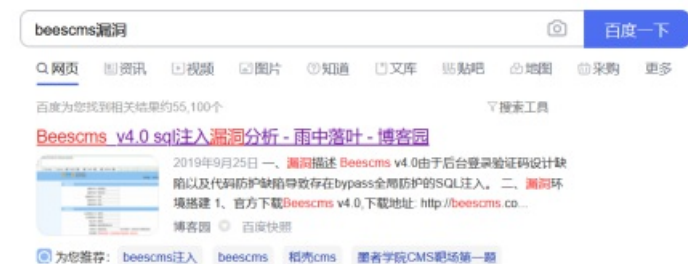 beescms漏洞
百度一下
网页 资讯 视频 图片 知道 文库 贴吧 地图 采购 更多
百度为您找到相关结果约55,100个 搜索工具
Beescms v4.0 sql注入漏洞分析 - 雨中落叶 - 博客园
2019年9月25日 一、漏洞描述 Beescms v4.0由于后台登录验证码设计缺
陷以及代码防护缺陷导致存在bypass全局防护的SQL注入。 二、漏洞环
境搭建 1、官方下载Beescms v4.0,下载地址: http://beescms.co...
博客园 百度快照
为您推荐: beescms注入 beescms 稻壳cms 墨者学院CMS靶场第一题